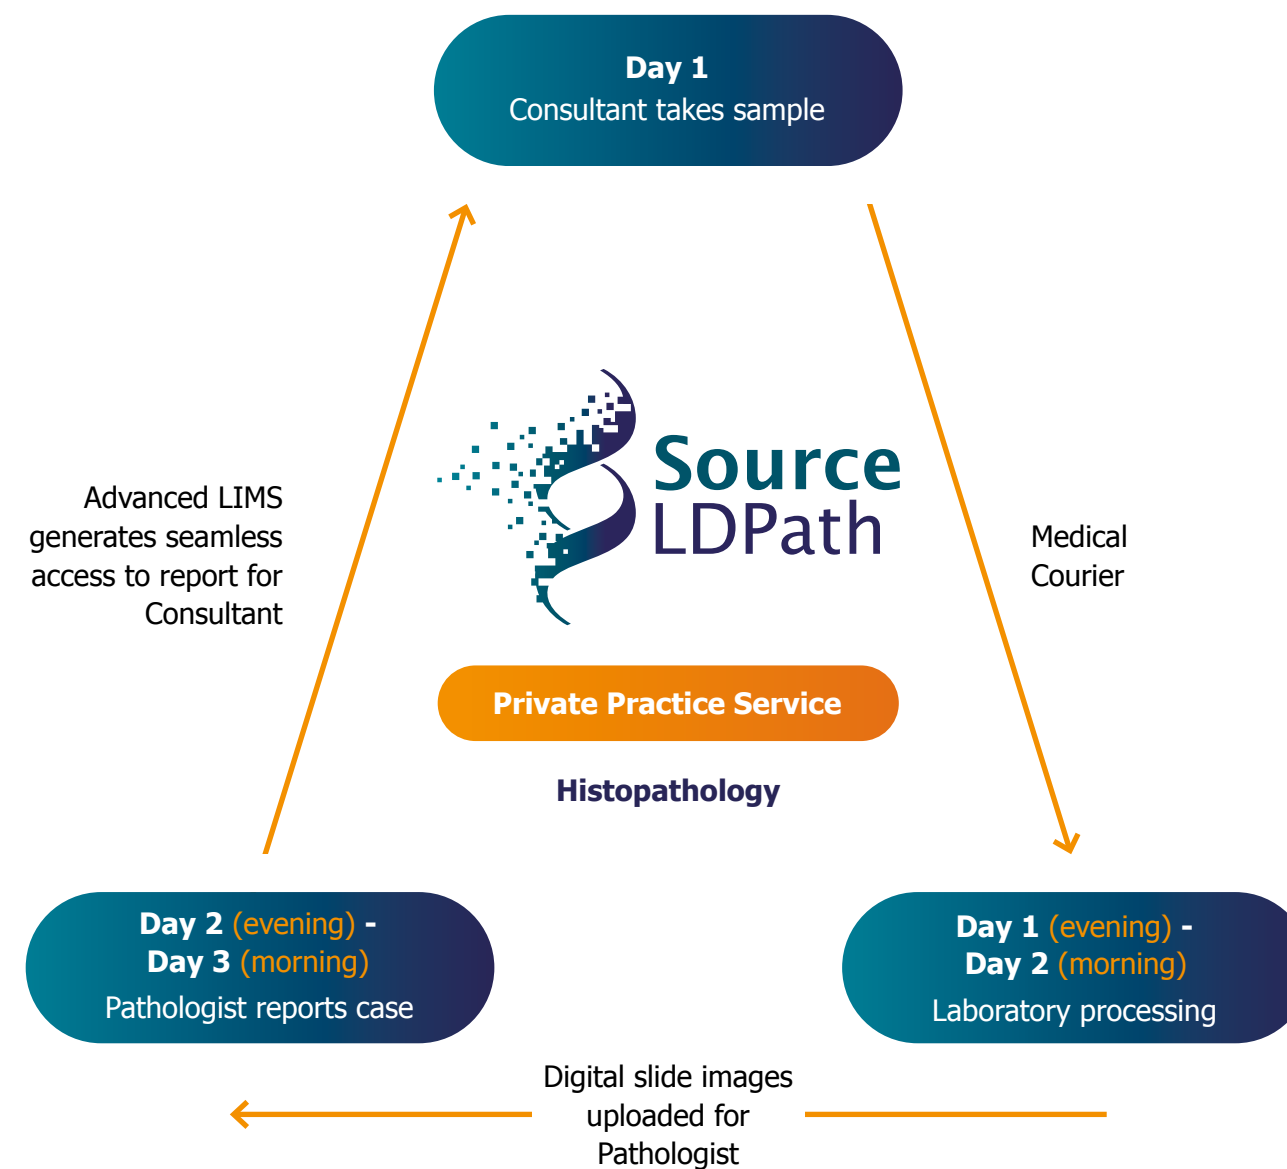 Day 1
Consultant takes sample
Advanced LIMS
generates seamless
access to report for
Consultant
Source
LDPath
Medical
Courier
Private Practice Service
Histopathology
Day 2 (evening) -
Day 3 (morning)
Pathologist reports case
Day 1 (evening) -
Day 2 (morning)
Laboratory processing
Digital slide images
uploaded for
Pathologist